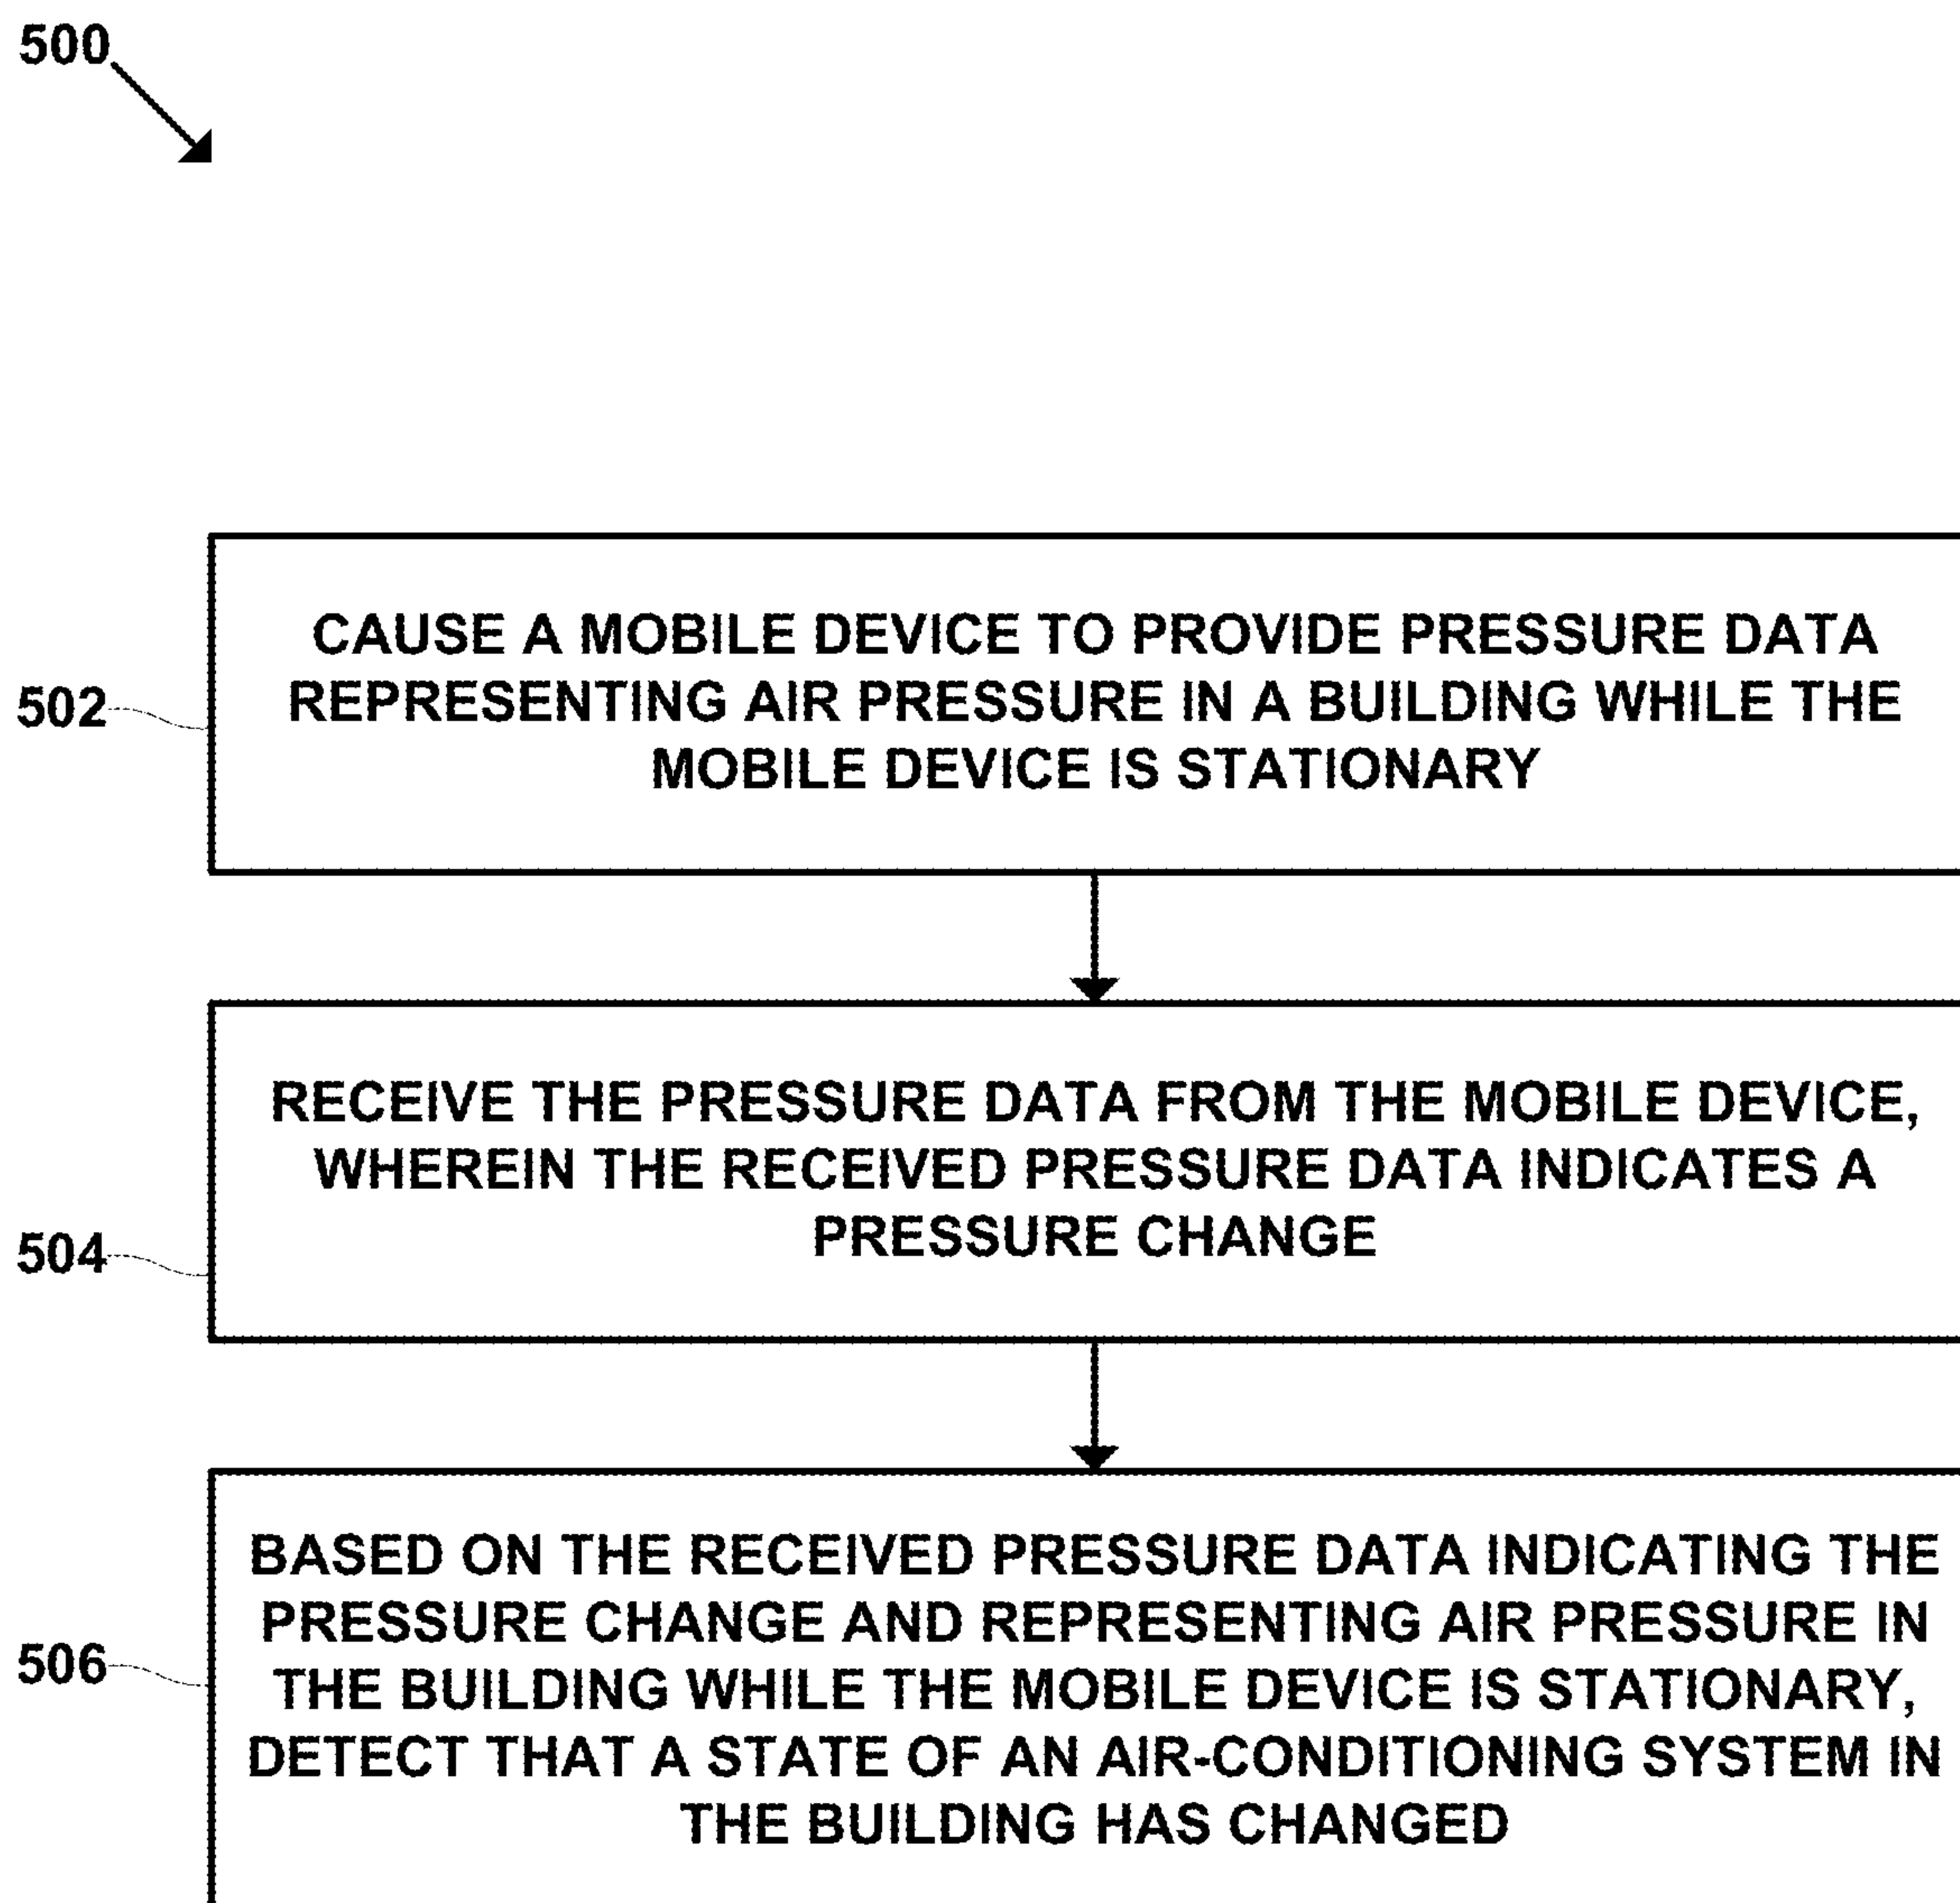 500
CAUSE A MOBILE DEVICE TO PROVIDE PRESSURE DATA
REPRESENTING AIR PRESSURE IN A BUILDING WHILE THE
MOBILE DEVICE IS STATIONARY
502
RECEIVE THE PRESSURE DATA FROM THE MOBILE DEVICE,
WHEREIN THE RECEIVED PRESSURE DATA INDICATES A
PRESSURE CHANGE
504
BASED ON THE RECEIVED PRESSURE DATA INDICATING THE
PRESSURE CHANGE AND REPRESENTING AIR PRESSURE IN
THE BUILDING WHILE THE MOBILE DEVICE IS STATIONARY,
DETECT THAT A STATE OF AN AIR-CONDITIONING SYSTEM IN
THE BUILDING HAS CHANGED
506